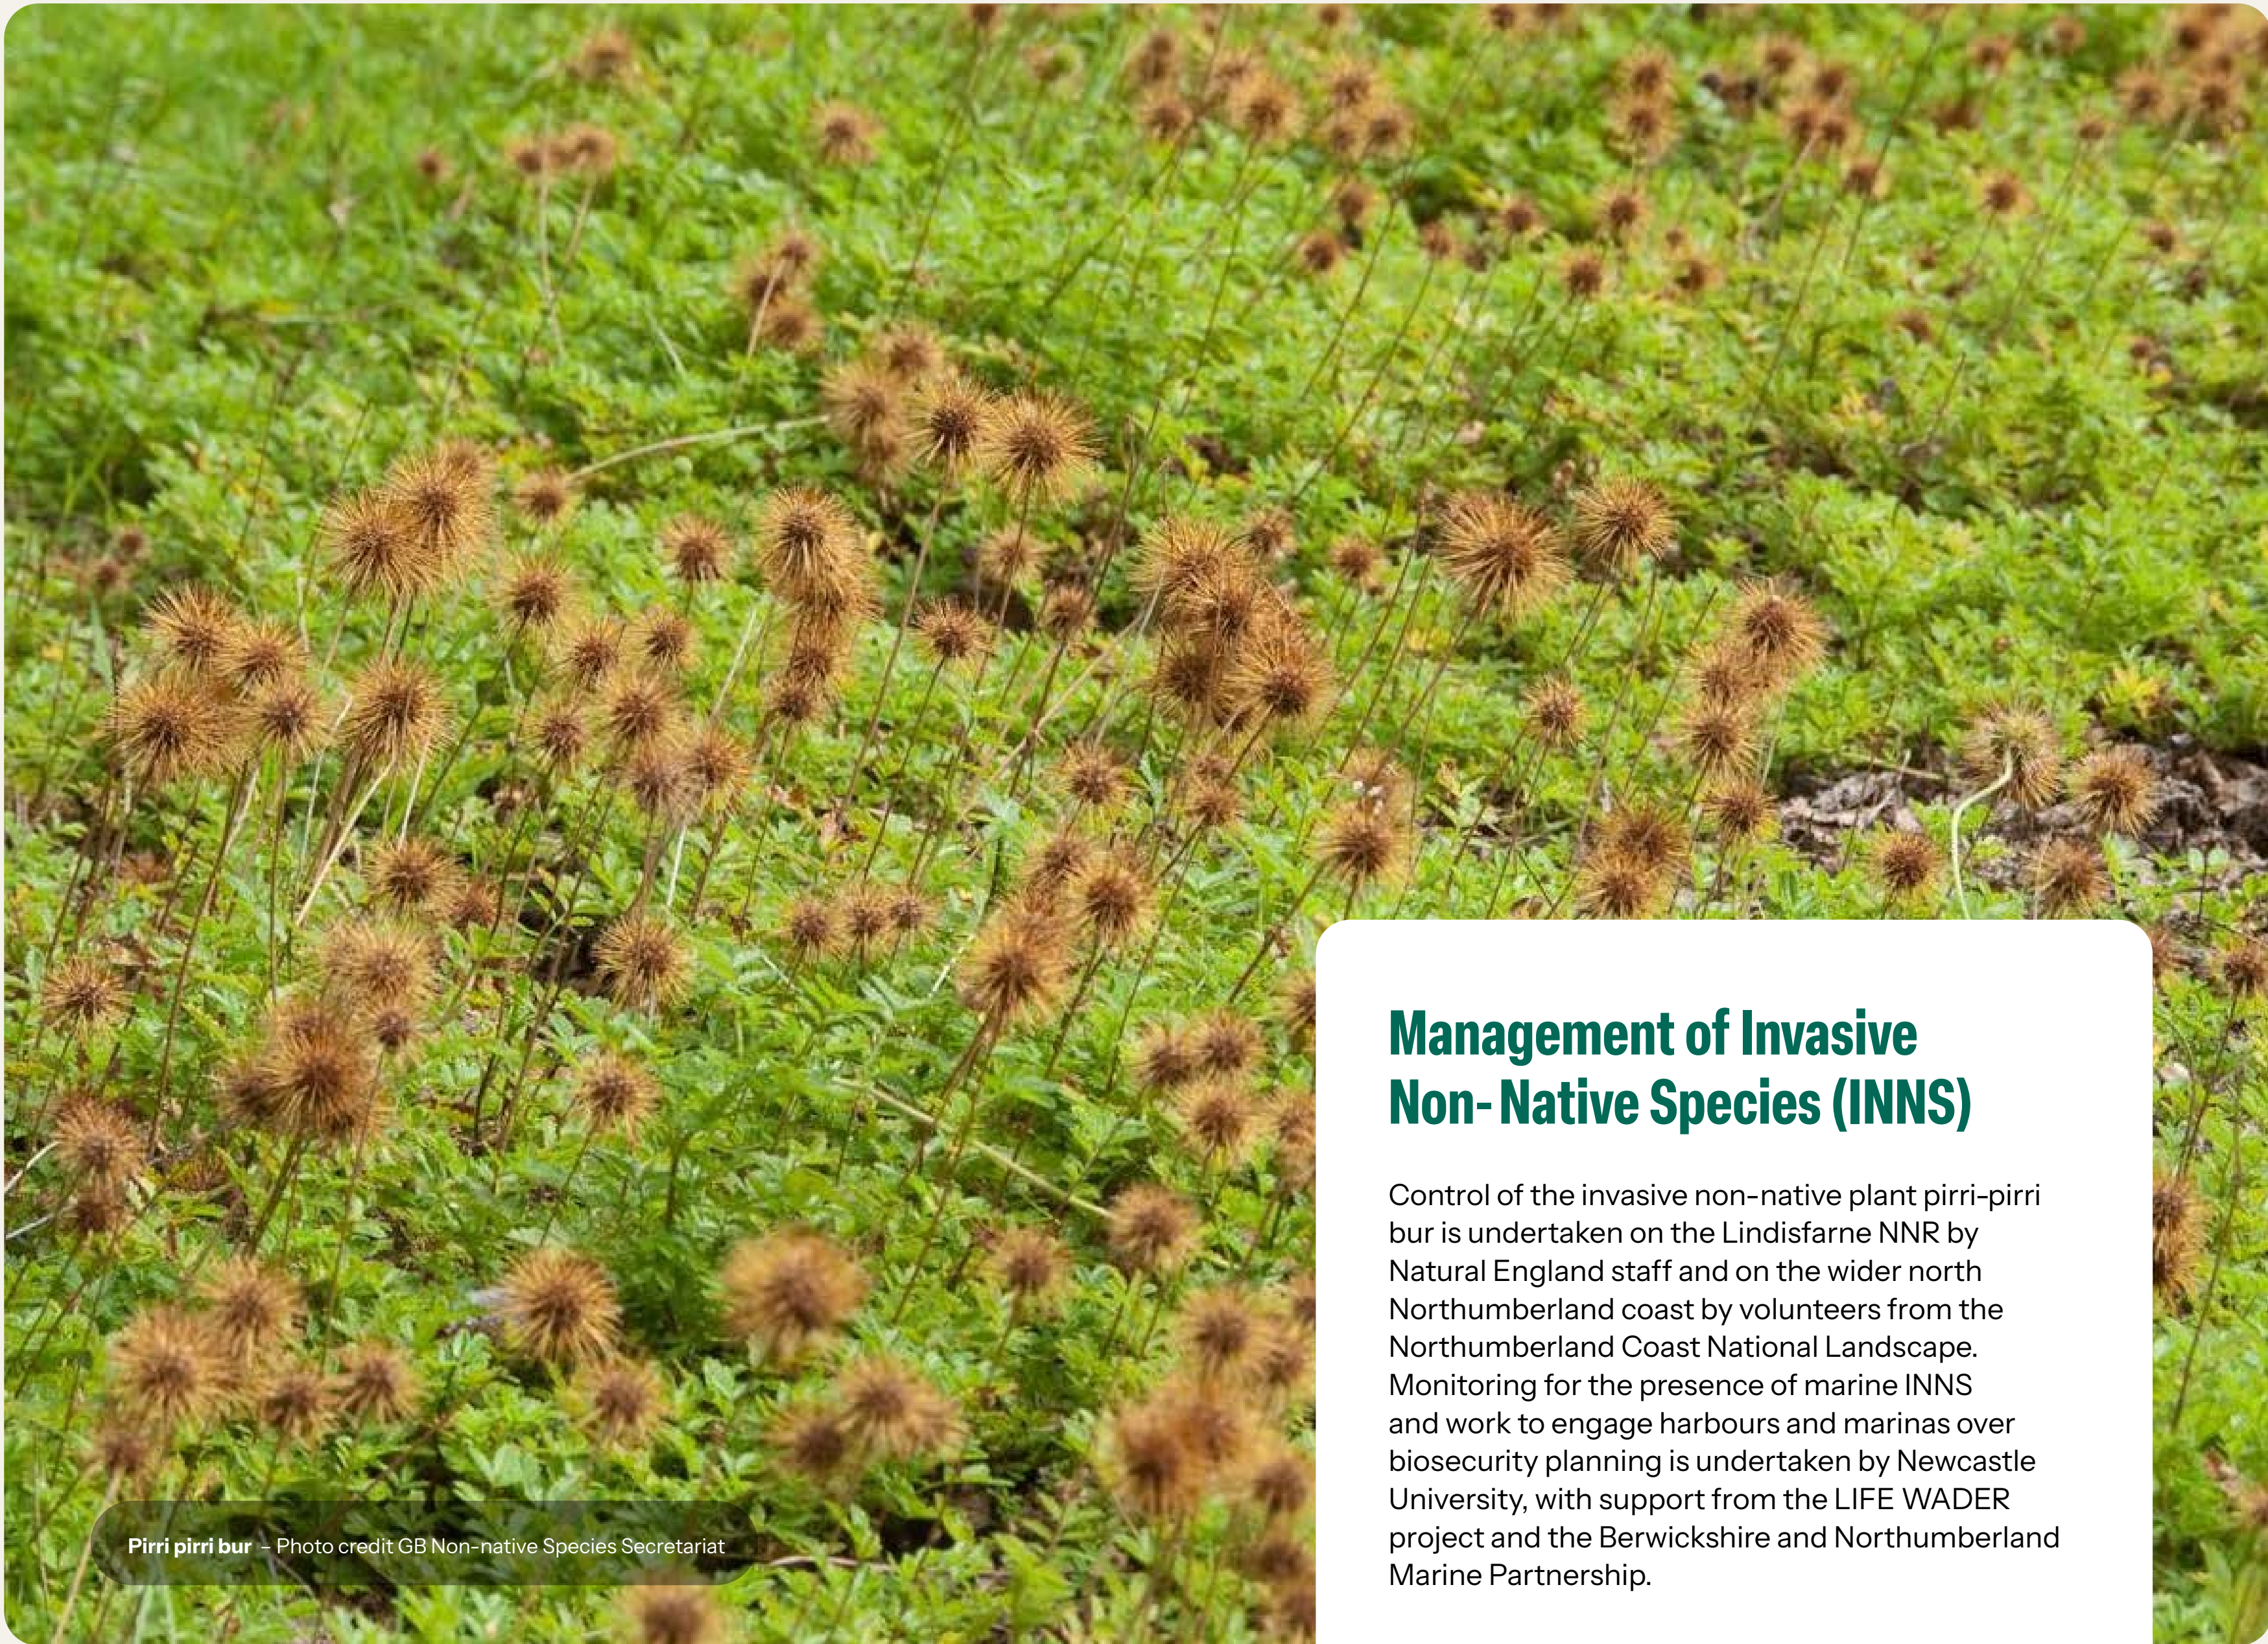 Management of Invasive
Non-Native Species (INNS)
Control of the invasive non-native plant pirri-pirri
bur is undertaken on the Lindisfarne NNR by
Natural England staff and on the wider north
Northumberland coast by volunteers from the
Northumberland Coast National Landscape.
Monitoring for the presence of marine INNS
and work to engage harbours and marinas over
biosecurity planning is undertaken by Newcastle
University, with support from the LIFE WADER
project and the Berwickshire and Northumberland
Marine Partnership.
Pirri pirri bur – Photo credit GB Non-native Species Secretariat